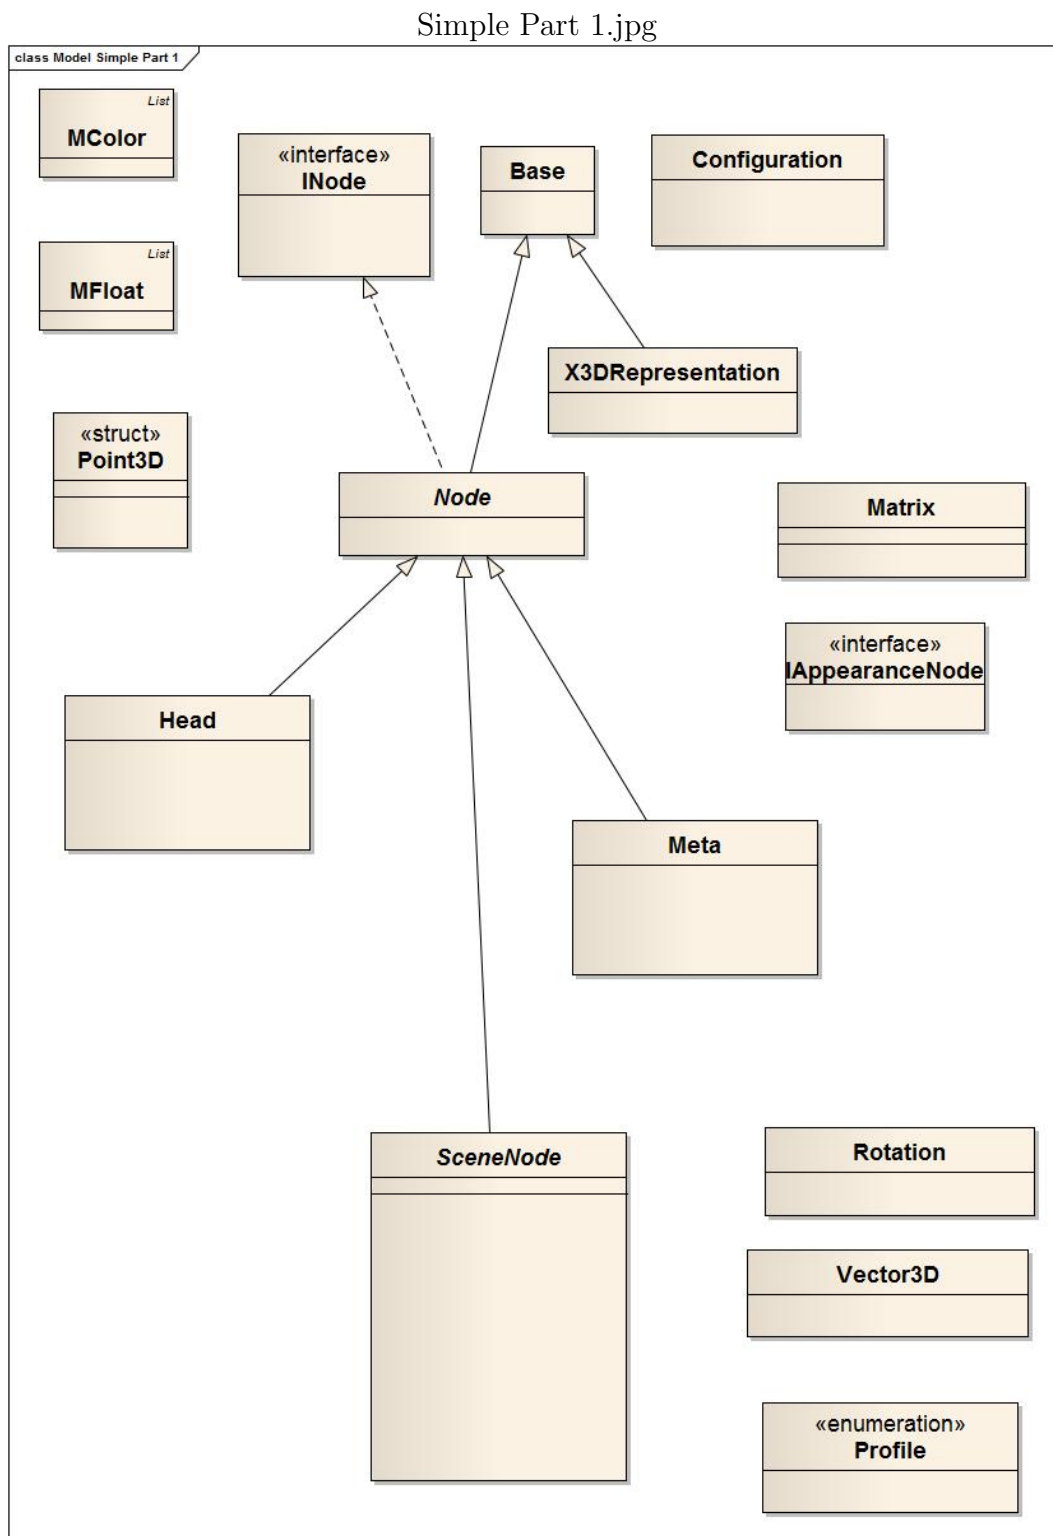 Simple Part 1.jpg
class Model Simple Part 1
List
MColor
«interface»
INode
Base
Configuration
List
MFloat
X3DRepresentation
«struct»
Point3D
Node
Matrix
«interface»
IAppearanceNode
Head
Meta
SceneNode
Rotation
Vector3D
«enumeration»
Profile